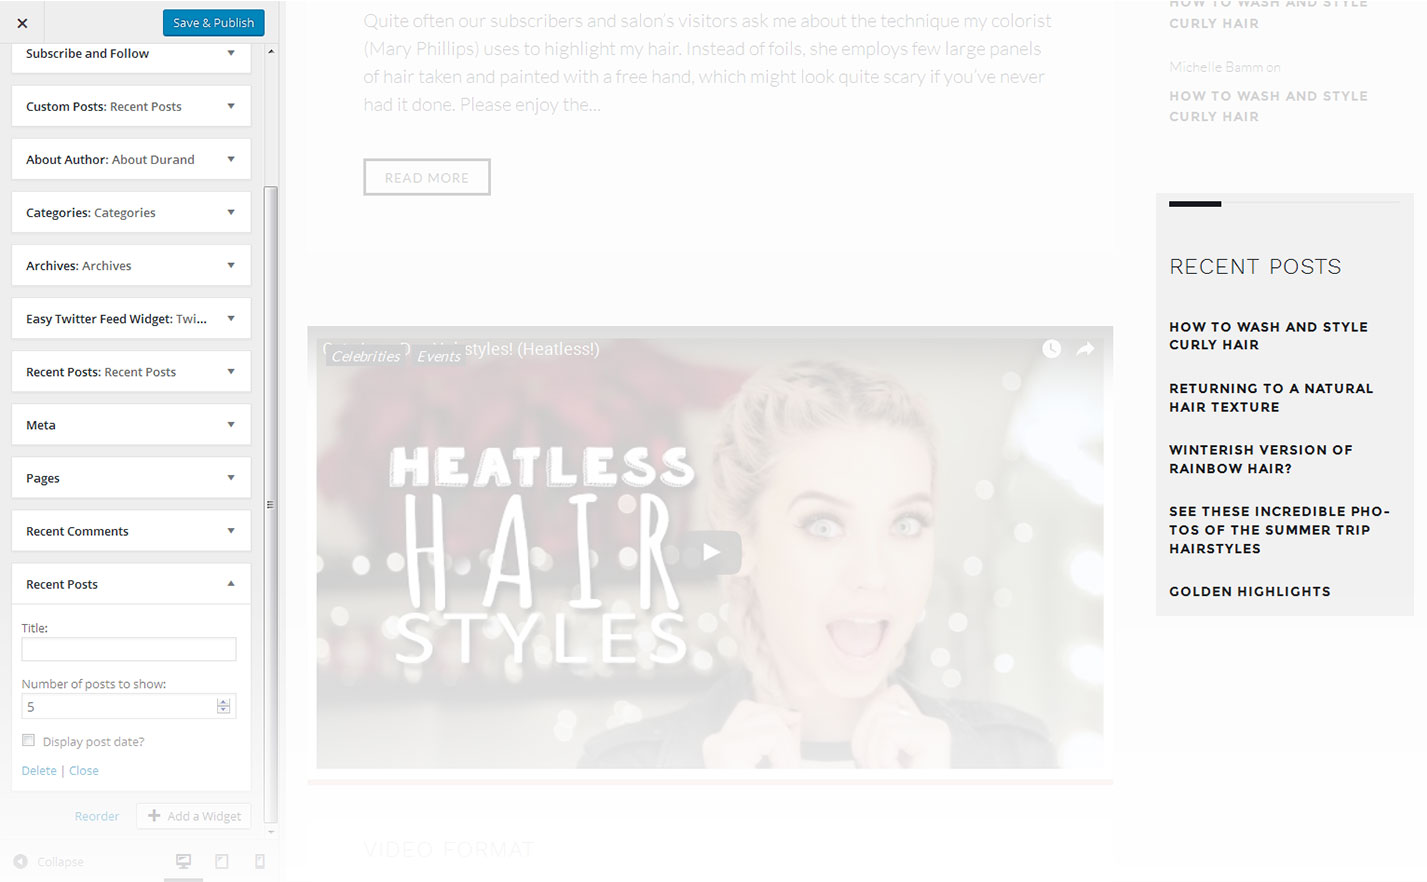 Save & Publish
Subscribe and Follow
Custom Posts: Recent Posts
About Author: About Durand
Categories: Categories
Archives: Archives
Easy Twitter Feed Widget: Twi...
Recent Posts: Recent Posts
Meta
Pages
Recent Comments
Recent Posts
Title:
Number of posts to show:
5
Display post date?
Delete | Close
Reorder
Add a Widget
Collapse
Quite often our subscribers and salon's visitors ask me about the technique my colorist
(Mary Phillips) uses to highlight my hair. Instead of foils, she employs few large panels
of hair taken and painted with a free hand, which might look quite scary if you've never
had it done. Please enjoy the...
READ MORE
Celebrities
Events
styles! (Heatless!)
HEATLESS
HAIR
STYLES
VIDEO FORMAT
HOW TO WASH AND STYLE
CURLY HAIR
Michelle Bamm on
HOW TO WASH AND STYLE
CURLY HAIR
RECENT POSTS
HOW TO WASH AND STYLE
CURLY HAIR
RETURNING TO A NATURAL
HAIR TEXTURE
WINTERISH VERSION OF
RAINBOW HAIR?
SEE THESE INCREDIBLE PHO-
TOS OF THE SUMMER TRIP
HAIRSTYLES
GOLDEN HIGHLIGHTS